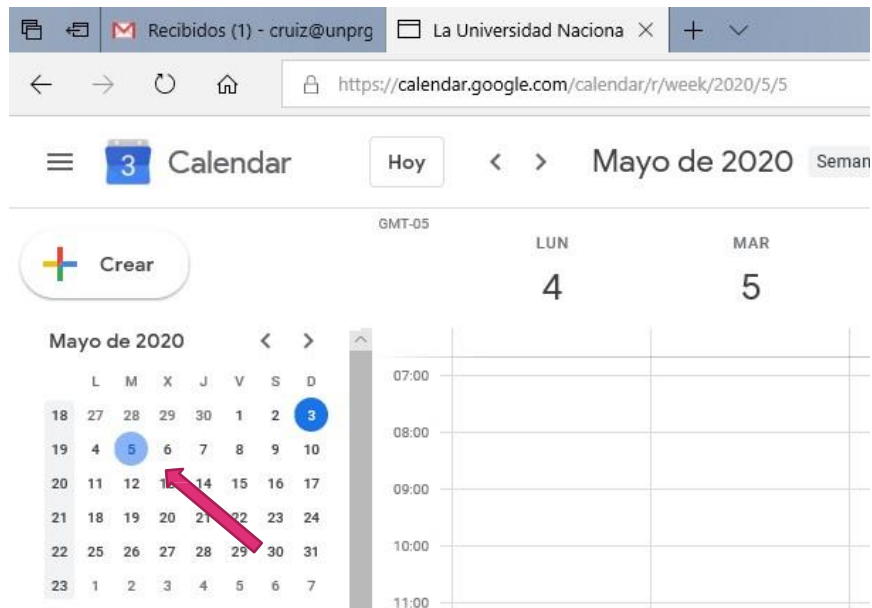 Recibidos (1) - cruiz@unprg
La Universidad Naciona
https://calendar.google.com/calendar/r/week/2020/5/5
3 Calendar Hoy Mayo de 2020 Seman
GMT-05
LUN MAR
4 5
Crear
Mayo de 2020
L M X J V S D
18 27 28 29 30 1 2 3
19 4 5 6 7 8 9 10
20 11 12 13 14 15 16 17
21 18 19 20 21 22 23 24
22 25 26 27 28 29 30 31
23 1 2 3 4 5 6 7
07:00
08:00
09:00
10:00
11:00